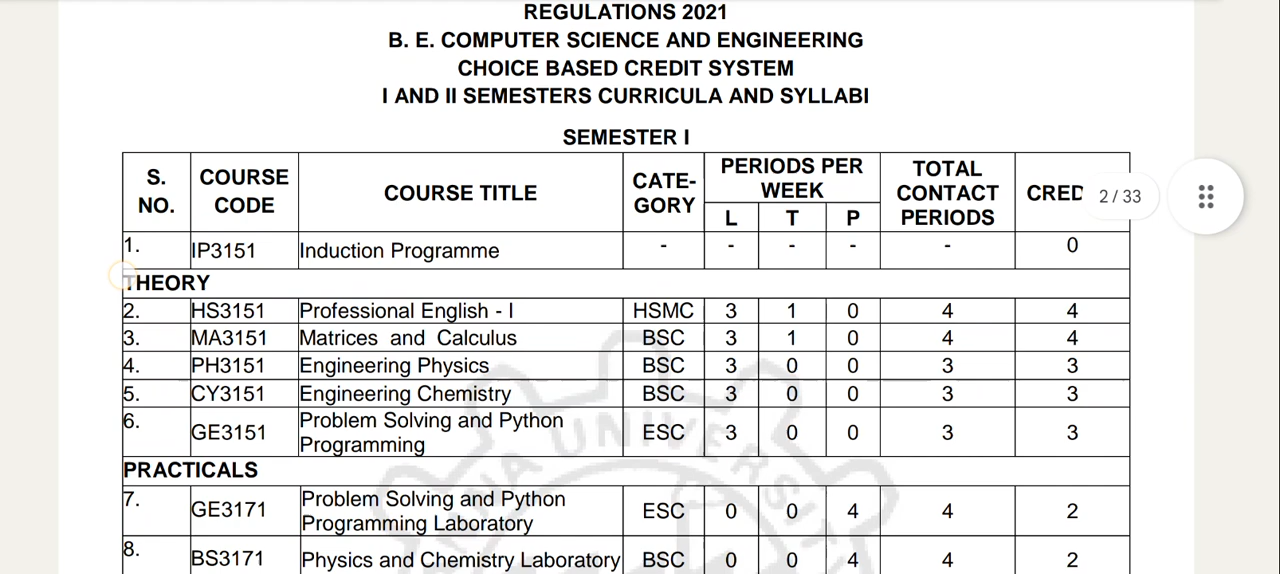 REGULATIONS 2021
B. E. COMPUTER SCIENCE AND ENGINEERING
CHOICE BASED CREDIT SYSTEM
I AND II SEMESTERS CURRICULA AND SYLLABI
SEMESTER I
S. NO. COURSE CODE COURSE TITLE CATE- GORY PERIODS PER WEEK L T P TOTAL CONTACT PERIODS CRED
2 / 33
1. IP3151 Induction Programme - - - - - 0
THEORY
2. HS3151 Professional English - I HSMC 3 1 0 4 4
3. MA3151 Matrices and Calculus BSC 3 1 0 4 4
4. PH3151 Engineering Physics BSC 3 0 0 3 3
5. CY3151 Engineering Chemistry BSC 3 0 0 3 3
6. GE3151 Problem Solving and Python Programming ESC 3 0 0 3 3
PRACTICALS
7. GE3171 Problem Solving and Python Programming Laboratory ESC 0 0 4 4 2
8. BS3171 Physics and Chemistry Laboratory BSC 0 0 4 4 2